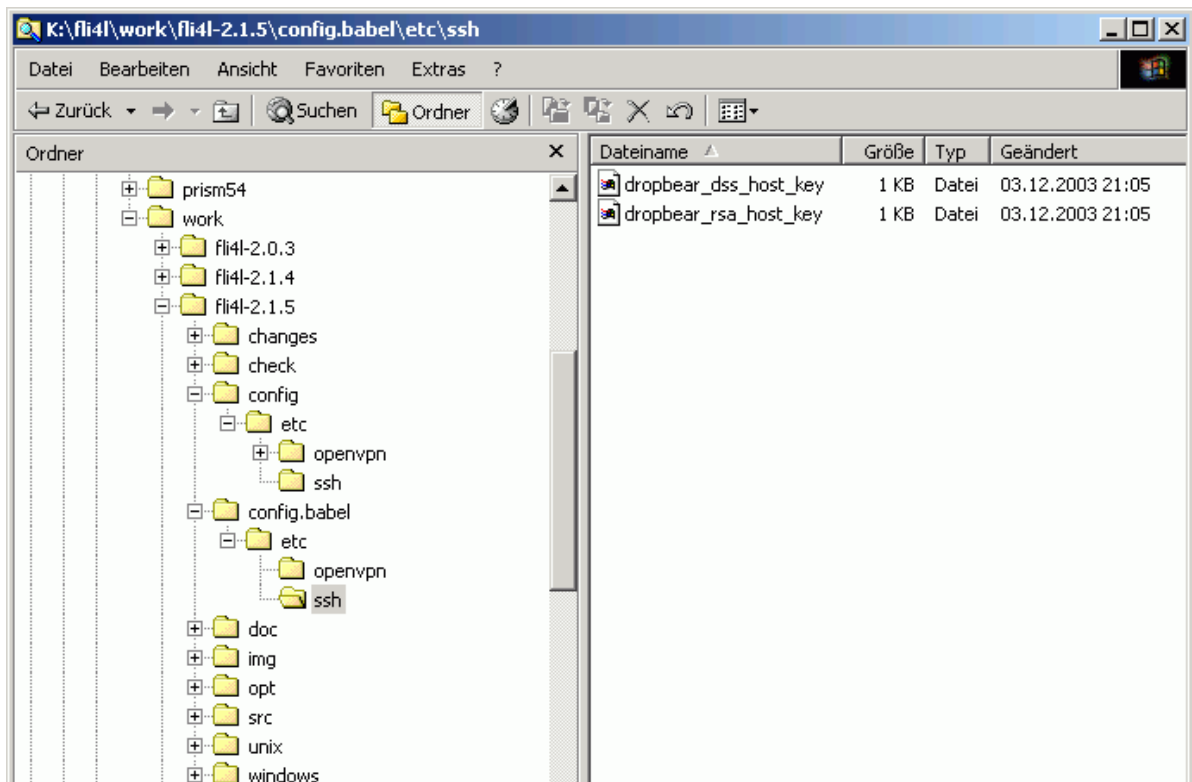 K:\fli4l\work\fli4l-2.1.5\config.babel\etc\ssh
Datei Bearbeiten Ansicht Favoriten Extras ?
Zurück Suchen Ordner
Ordner
prism54
work
fli4l-2.0.3
fli4l-2.1.4
fli4l-2.1.5
changes
check
config
etc
openvpn
ssh
config.babel
etc
openvpn
ssh
doc
img
opt
src
unix
windows
Dateiname Größe Typ Geändert
dropbear_dss_host_key 1 KB Datei 03.12.2003 21:05
dropbear_rsa_host_key 1 KB Datei 03.12.2003 21:05